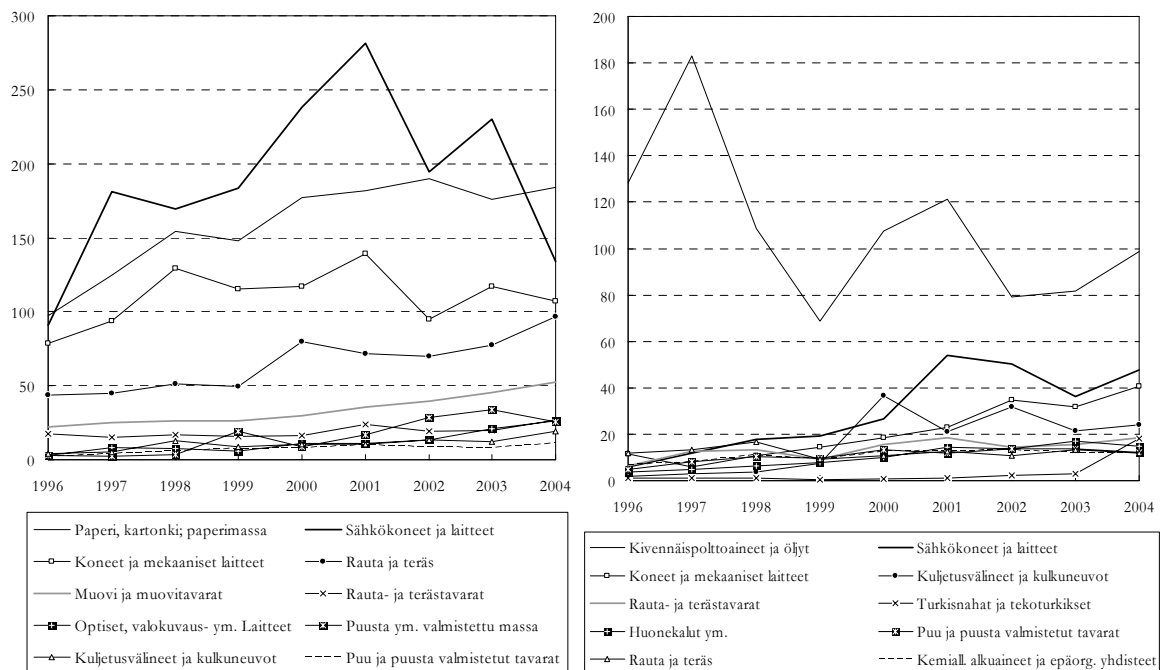 300
250
200
150
100
50
0
1996 1997 1998 1999 2000 2001 2002 2003 2004
Paperi, kartonki; paperimassa Sähkökoneet ja laitteet
Koneet ja mekaaniset laitteet Rauta ja teräs
Muovi ja muovitavarat Rauta- ja terästavarat
Optiset, valokuvaus- ym. Laitteet Puusta ym. valmistettu massa
Kuljetusvälineet ja kulkuneuvot Puu ja puusta valmistetut tavarat
200
180
160
140
120
100
80
60
40
20
0
1996 1997 1998 1999 2000 2001 2002 2003 2004
Kivennäispolttoaineet ja öljyt Sähkökoneet ja laitteet
Koneet ja mekaaniset laitteet Kuljetusvälineet ja kulkuneuvot
Rauta- ja terästavarat Turkisnahat ja tekoturkikset
Huonekalut ym. Puu ja puusta valmistetut tavarat
Rauta ja teräs Kemiall. alkuaineet ja epäorg. yhdisteet